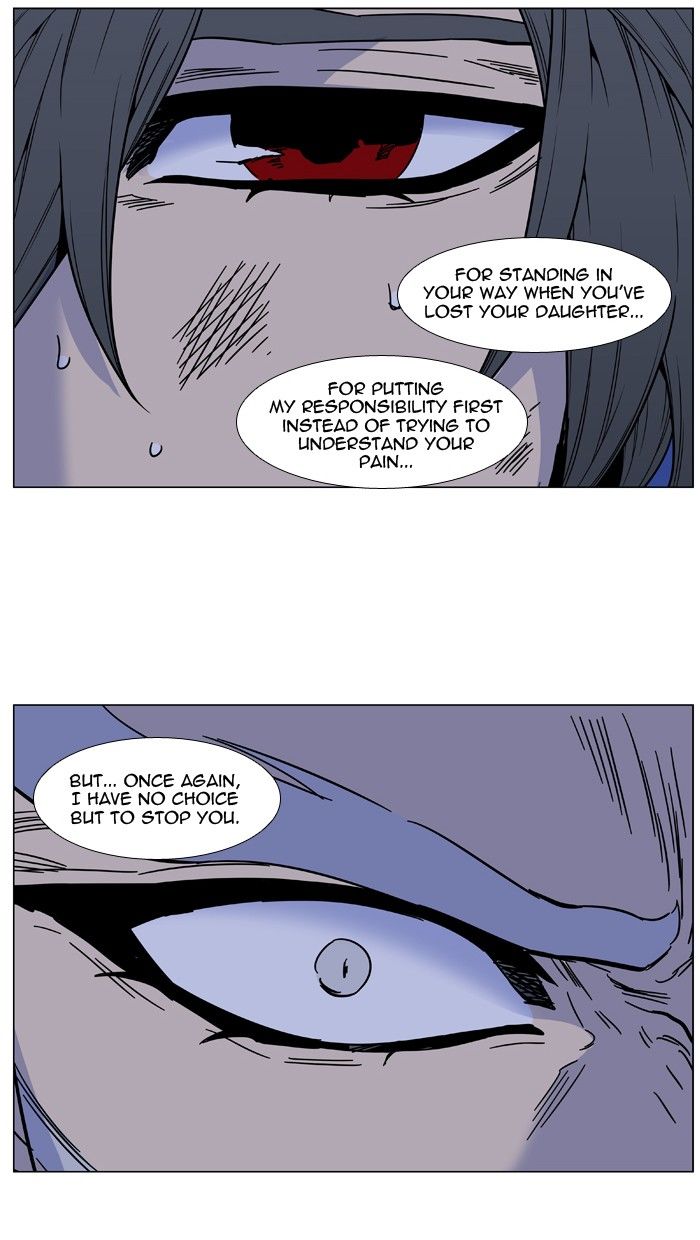 FOR STANDING IN
YOUR WAY WHEN YOU'VE
LOST YOUR DAUGHTER...
FOR PUTTING
MY RESPONSIBILITY FIRST
INSTEAD OF TRYING TO
UNDERSTAND YOUR
PAIN...
BUT... ONCE AGAIN,
I HAVE NO CHOICE
BUT TO STOP YOU.